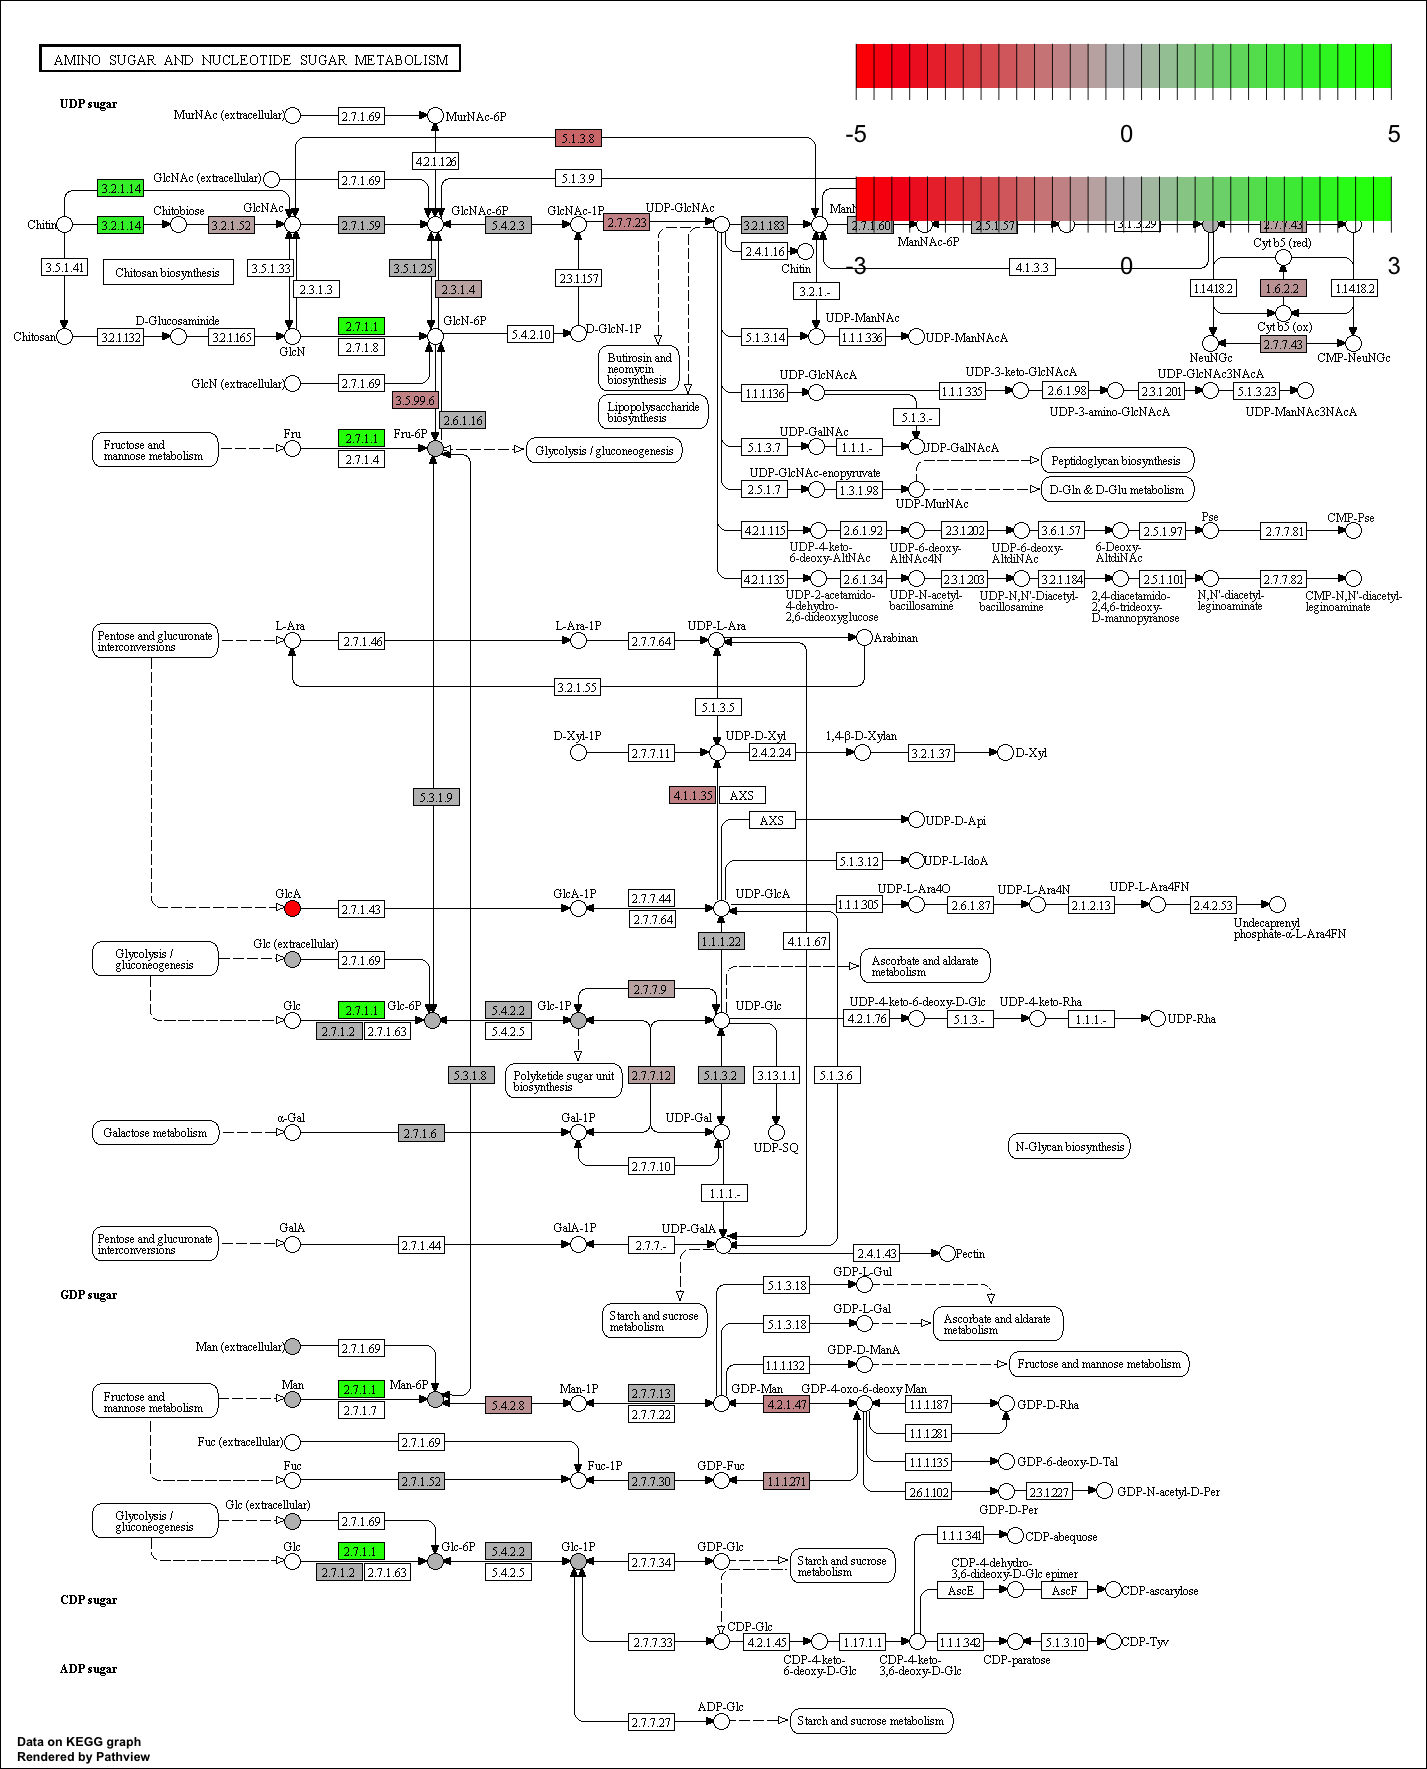 AMINO SUGAR AND NUCLEOTIDE SUGAR METABOLISM
-5 0 5
UDP sugar
MurNAc (extracellular) 2.7.1.69 MurNAc-6P
5.1.3.8
4.2.1.126
GlcNAc (extracellular) 2.7.1.69 5.1.3.9
3.2.1.14
Chitobiose GlcNAc GlcNAc-6P GlcNAc-1P UDP-GlcNAc
Chitin 3.2.1.14 3.2.1.52 2.7.1.59 5.4.2.3 2.7.7.23 3.2.1.183 2.7.1.60 2.5.1.57 3.1.3.29 2.7.7.43
ManNAc-6P Cyt b5 (red)
2.4.1.16 Chitin
-3 0 3
3.5.1.41 Chitosan biosynthesis 3.5.1.33 3.5.1.25 2.3.1.157 4.1.3.3
2.3.1.3 2.3.1.4 3.2.1.- 1.14.18.2 1.6.2.2 1.14.18.2
D-Glucosaminide 2.7.1.1 GlcN-6P UDP-ManNAc Cyt b5 (ox)
Chitosan 3.2.1.132 3.2.1.165 GlcN 2.7.1.8 5.4.2.10 D-GlcN-1P 5.1.3.14 1.1.1.336 UDP-ManNAcA
NeuNGc 2.7.7.43 CMP-NeuNGc
Butirosin and
neomycin
biosynthesis
GlcN (extracellular) 2.7.1.69
UDP-GlcNAcA UDP-3-keto-GlcNAcA UDP-GlcNAc3NAcA
1.1.1.136 1.1.1.335 2.6.1.98 2.3.1.201 5.1.3.23
UDP-3-amino-GlcNAcA UDP-ManNAc3NAcA
3.5.99.6
2.6.1.16
Lipopolysaccharide
biosynthesis
5.1.3.-
Fructose and
mannose metabolism
Fru 2.7.1.1 Fru-6P
2.7.1.4
Glycolysis / gluconeogenesis
UDP-GalNAc
5.1.3.7 1.1.1.- UDP-GalNAcA
Peptidoglycan biosynthesis
UDP-GlcNAc-enopyruvate
2.5.1.7 1.3.1.98 D-Gln & D-Glu metabolism
UDP-MurNAc
Pse CMP-Pse
4.2.1.115 2.6.1.92 2.3.1.202 3.6.1.57 2.5.1.97 2.7.7.81
UDP-4-keto-
6-deoxy-AltNAc
UDP-6-deoxy-
AltNAc4N
UDP-6-deoxy-
AltdiNAc
6-Deoxy-
AltdiNAc
4.2.1.135 2.6.1.34 2.3.1.203 3.2.1.184 2.5.1.101 2.7.7.82
UDP-2-acetamido-
4-dehydro-
2,6-dideoxyglucose
UDP-N-acetyl-
bacillosamine
UDP-N,N'-Diacetyl-
bacillosamine
2,4-diacetamido-
2,4,6-trideoxy-
D-mannopyranose
N,N'-diacetyl-
leginoaminate
CMP-N,N'-diacetyl-
leginoaminate
Pentose and glucuronate
interconversions
L-Ara 2.7.1.46 L-Ara-1P 2.7.7.64 UDP-L-Ara Arabinan
3.2.1.55
5.1.3.5
D-Xyl-1P 2.7.7.11 UDP-D-Xyl 2.4.2.24 1,4-β-D-Xylan 3.2.1.37 D-Xyl
5.3.1.9 4.1.1.35 AXS
AXS UDP-D-Api
5.1.3.12 UDP-L-IdoA
GlcA 2.7.1.43 GlcA-1P 2.7.7.44 UDP-GlcA
2.7.7.64
UDP-L-Ara4O UDP-L-Ara4N UDP-L-Ara4FN
1.1.1.305 2.6.1.87 2.1.2.13 2.4.2.53
Undecaprenyl
phosphate-α-L-Ara4FN
1.1.1.22 4.1.1.67
Glycolysis /
gluconeogenesis
Glc (extracellular) 2.7.1.69
Ascorbate and aldarate
metabolism
2.7.7.9
Glc 2.7.1.1 Glc-6P 5.4.2.2 Glc-1P UDP-Glc
2.7.1.2 2.7.1.63 5.4.2.5
UDP-4-keto-6-deoxy-D-Glc UDP-4-keto-Rha
4.2.1.76 5.1.3.- 1.1.1.- UDP-Rha
5.3.1.8
Polyketide sugar unit
biosynthesis
2.7.7.12 5.1.3.2 3.13.1.1 5.1.3.6
Galactose metabolism α-Gal 2.7.1.6 Gal-1P UDP-Gal UDP-SQ
N-Glycan biosynthesis
2.7.7.10
1.1.1.-
Pentose and glucuronate
interconversions
GalA 2.7.1.44 GalA-1P 2.7.7.- UDP-GalA
2.4.1.43 Pectin
GDP sugar
Starch and sucrose
metabolism
5.1.3.18 GDP-L-Gul
5.1.3.18 GDP-L-Gal
Ascorbate and aldarate
metabolism
Man (extracellular) 2.7.1.69
1.1.1.132 GDP-D-ManA Fructose and mannose metabolism
Fructose and
mannose metabolism
Man 2.7.1.1 Man-6P 5.4.2.8 Man-1P 2.7.7.13 GDP-Man 4.2.1.47 GDP-4-oxo-6-deoxy Man 1.1.1.187 GDP-D-Rha
2.7.1.7 2.7.7.22
1.1.1.281
Fuc (extracellular) 2.7.1.69
1.1.1.135 GDP-6-deoxy-D-Tal
Fuc 2.7.1.52 Fuc-1P 2.7.7.30 GDP-Fuc 1.1.1.271
2.6.1.102 GDP-D-Per 2.3.1.227 GDP-N-acetyl-D-Per
Glycolysis /
gluconeogenesis
Glc (extracellular) 2.7.1.69
1.1.1.341 CDP-abequose
Glc 2.7.1.1 Glc-6P 5.4.2.2 Glc-1P 2.7.7.34 GDP-Glc
2.7.1.2 2.7.1.63 5.4.2.5
Starch and sucrose
metabolism
CDP-4-dehydro-
3,6-dideoxy-D-Glc epimer
AscE AscF CDP-ascarylose
CDP sugar
2.7.7.33 CDP-Glc 4.2.1.45 1.17.1.1 1.1.1.342 5.1.3.10 CDP-Tyv
CDP-4-keto-
6-deoxy-D-Glc
CDP-4-keto-
3,6-deoxy-D-Glc
CDP-paratose
ADP sugar
2.7.7.27 ADP-Glc Starch and sucrose metabolism
Data on KEGG graph
Rendered by Pathview